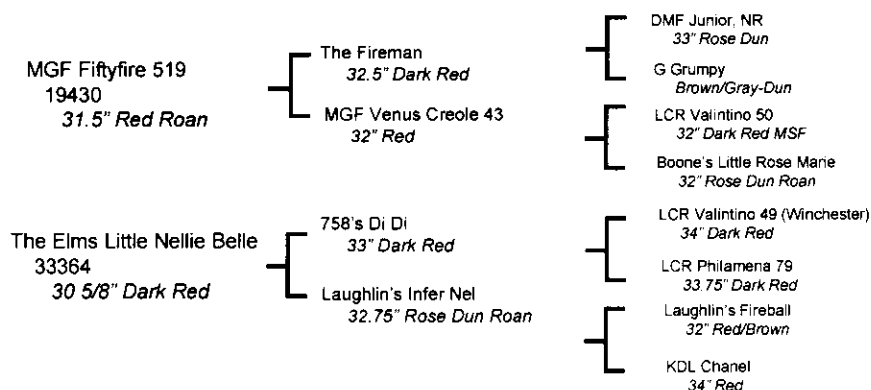 MGF Fiftyfire 519
19430
31.5" Red Roan
The Fireman
32.5" Dark Red
MGF Venus Creole 43
32" Red
DMF Junior, NR
33" Rose Dun
G Grumpy
Brown/Gray-Dun
LCR Valintino 50
32" Dark Red MSF
Boone's Little Rose Marie
32" Rose Dun Roan
The Elms Little Nellie Belle
33364
30 5/8" Dark Red
758's Di Di
33" Dark Red
Laughlin's Infer Nel
32.75" Rose Dun Roan
LCR Valintino 49 (Winchester)
34" Dark Red
LCR Philamena 79
33.75" Dark Red
Laughlin's Fireball
32" Red/Brown
KDL Chanel
34" Red